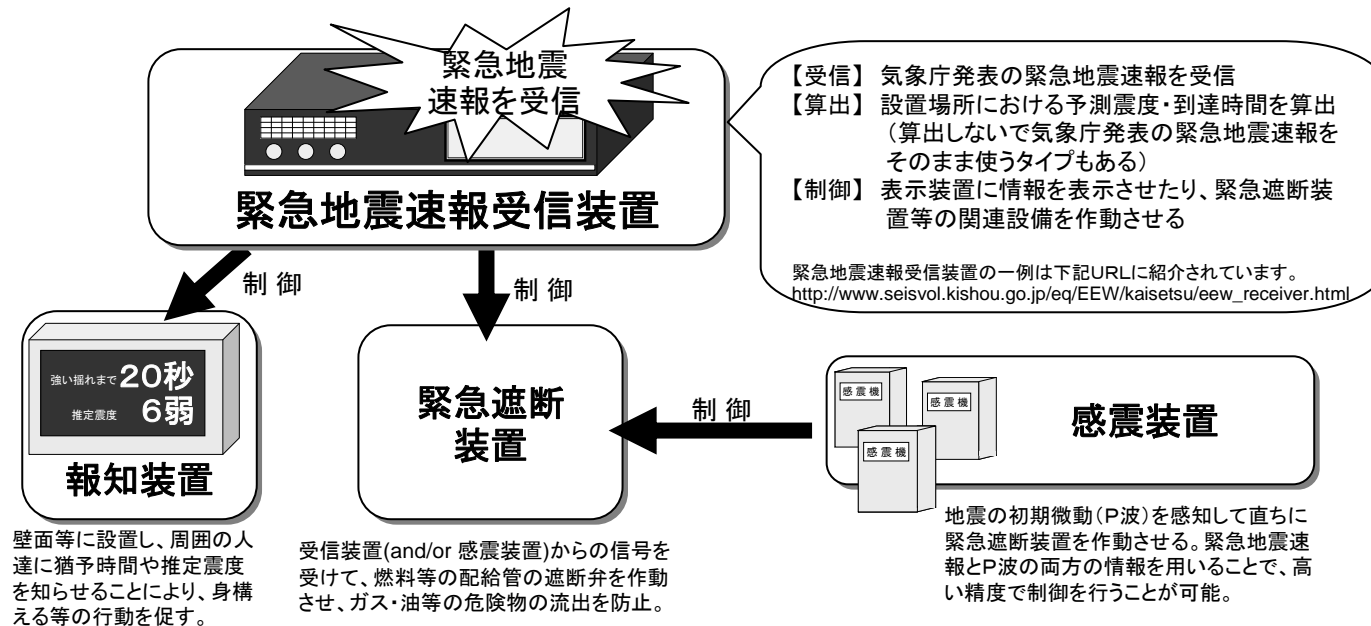 緊急地震
速報を受信
緊急地震速報受信装置
【受信】 気象庁発表の緊急地震速報を受信
【算出】 設置場所における予測震度・到達時間を算出
（算出しないで気象庁発表の緊急地震速報を
そのまま使うタイプもある）
【制御】 表示装置に情報を表示させたり、緊急遮断装
置等の関連設備を作動させる
緊急地震速報受信装置の一例は下記URLに紹介されています。
http://www.seisvol.kishou.go.jp/eq/EEW/kaisetsu/eew_receiver.html
制 御
制 御
強い揺れまで 20秒
推定震度 6弱
報知装置
壁面等に設置し、周囲の人
達に猶予時間や推定震度
を知らせることにより、身構
える等の行動を促す。
緊急遮断
装置
受信装置(and/or 感震装置)からの信号を
受けて、燃料等の配給管の遮断弁を作動
させ、ガス・油等の危険物の流出を防止。
制 御
感震機
感震機
感震機
感震装置
地震の初期微動（P波）を感知して直ちに
緊急遮断装置を作動させる。緊急地震速
報とP波の両方の情報を用いることで、高
い精度で制御を行うことが可能。